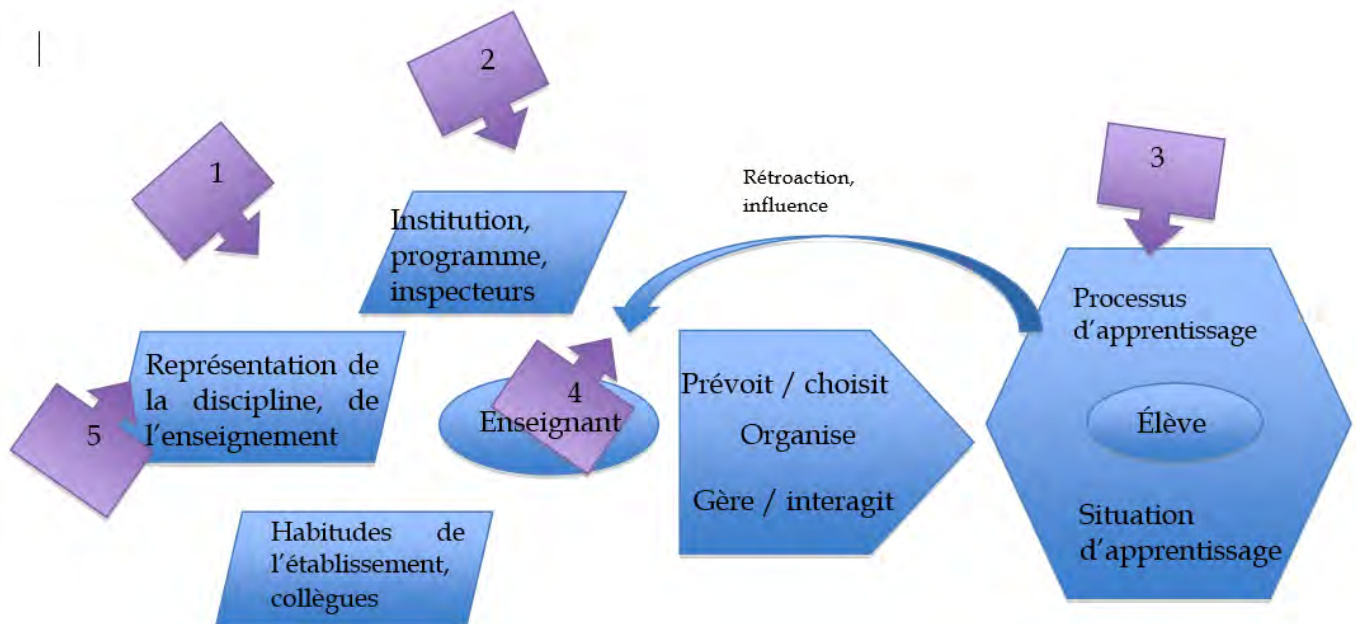 2
1
3
Rétroaction,
influence
Institution,
programme,
inspecteurs
Processus
d'apprentissage
Représentation de
la discipline, de
l'enseignement
5
4
Enseignant
Prévoit / choisit
Organise
Gère / interagit
Élève
Situation
d'apprentissage
Habitudes de
l'établissement,
collègues